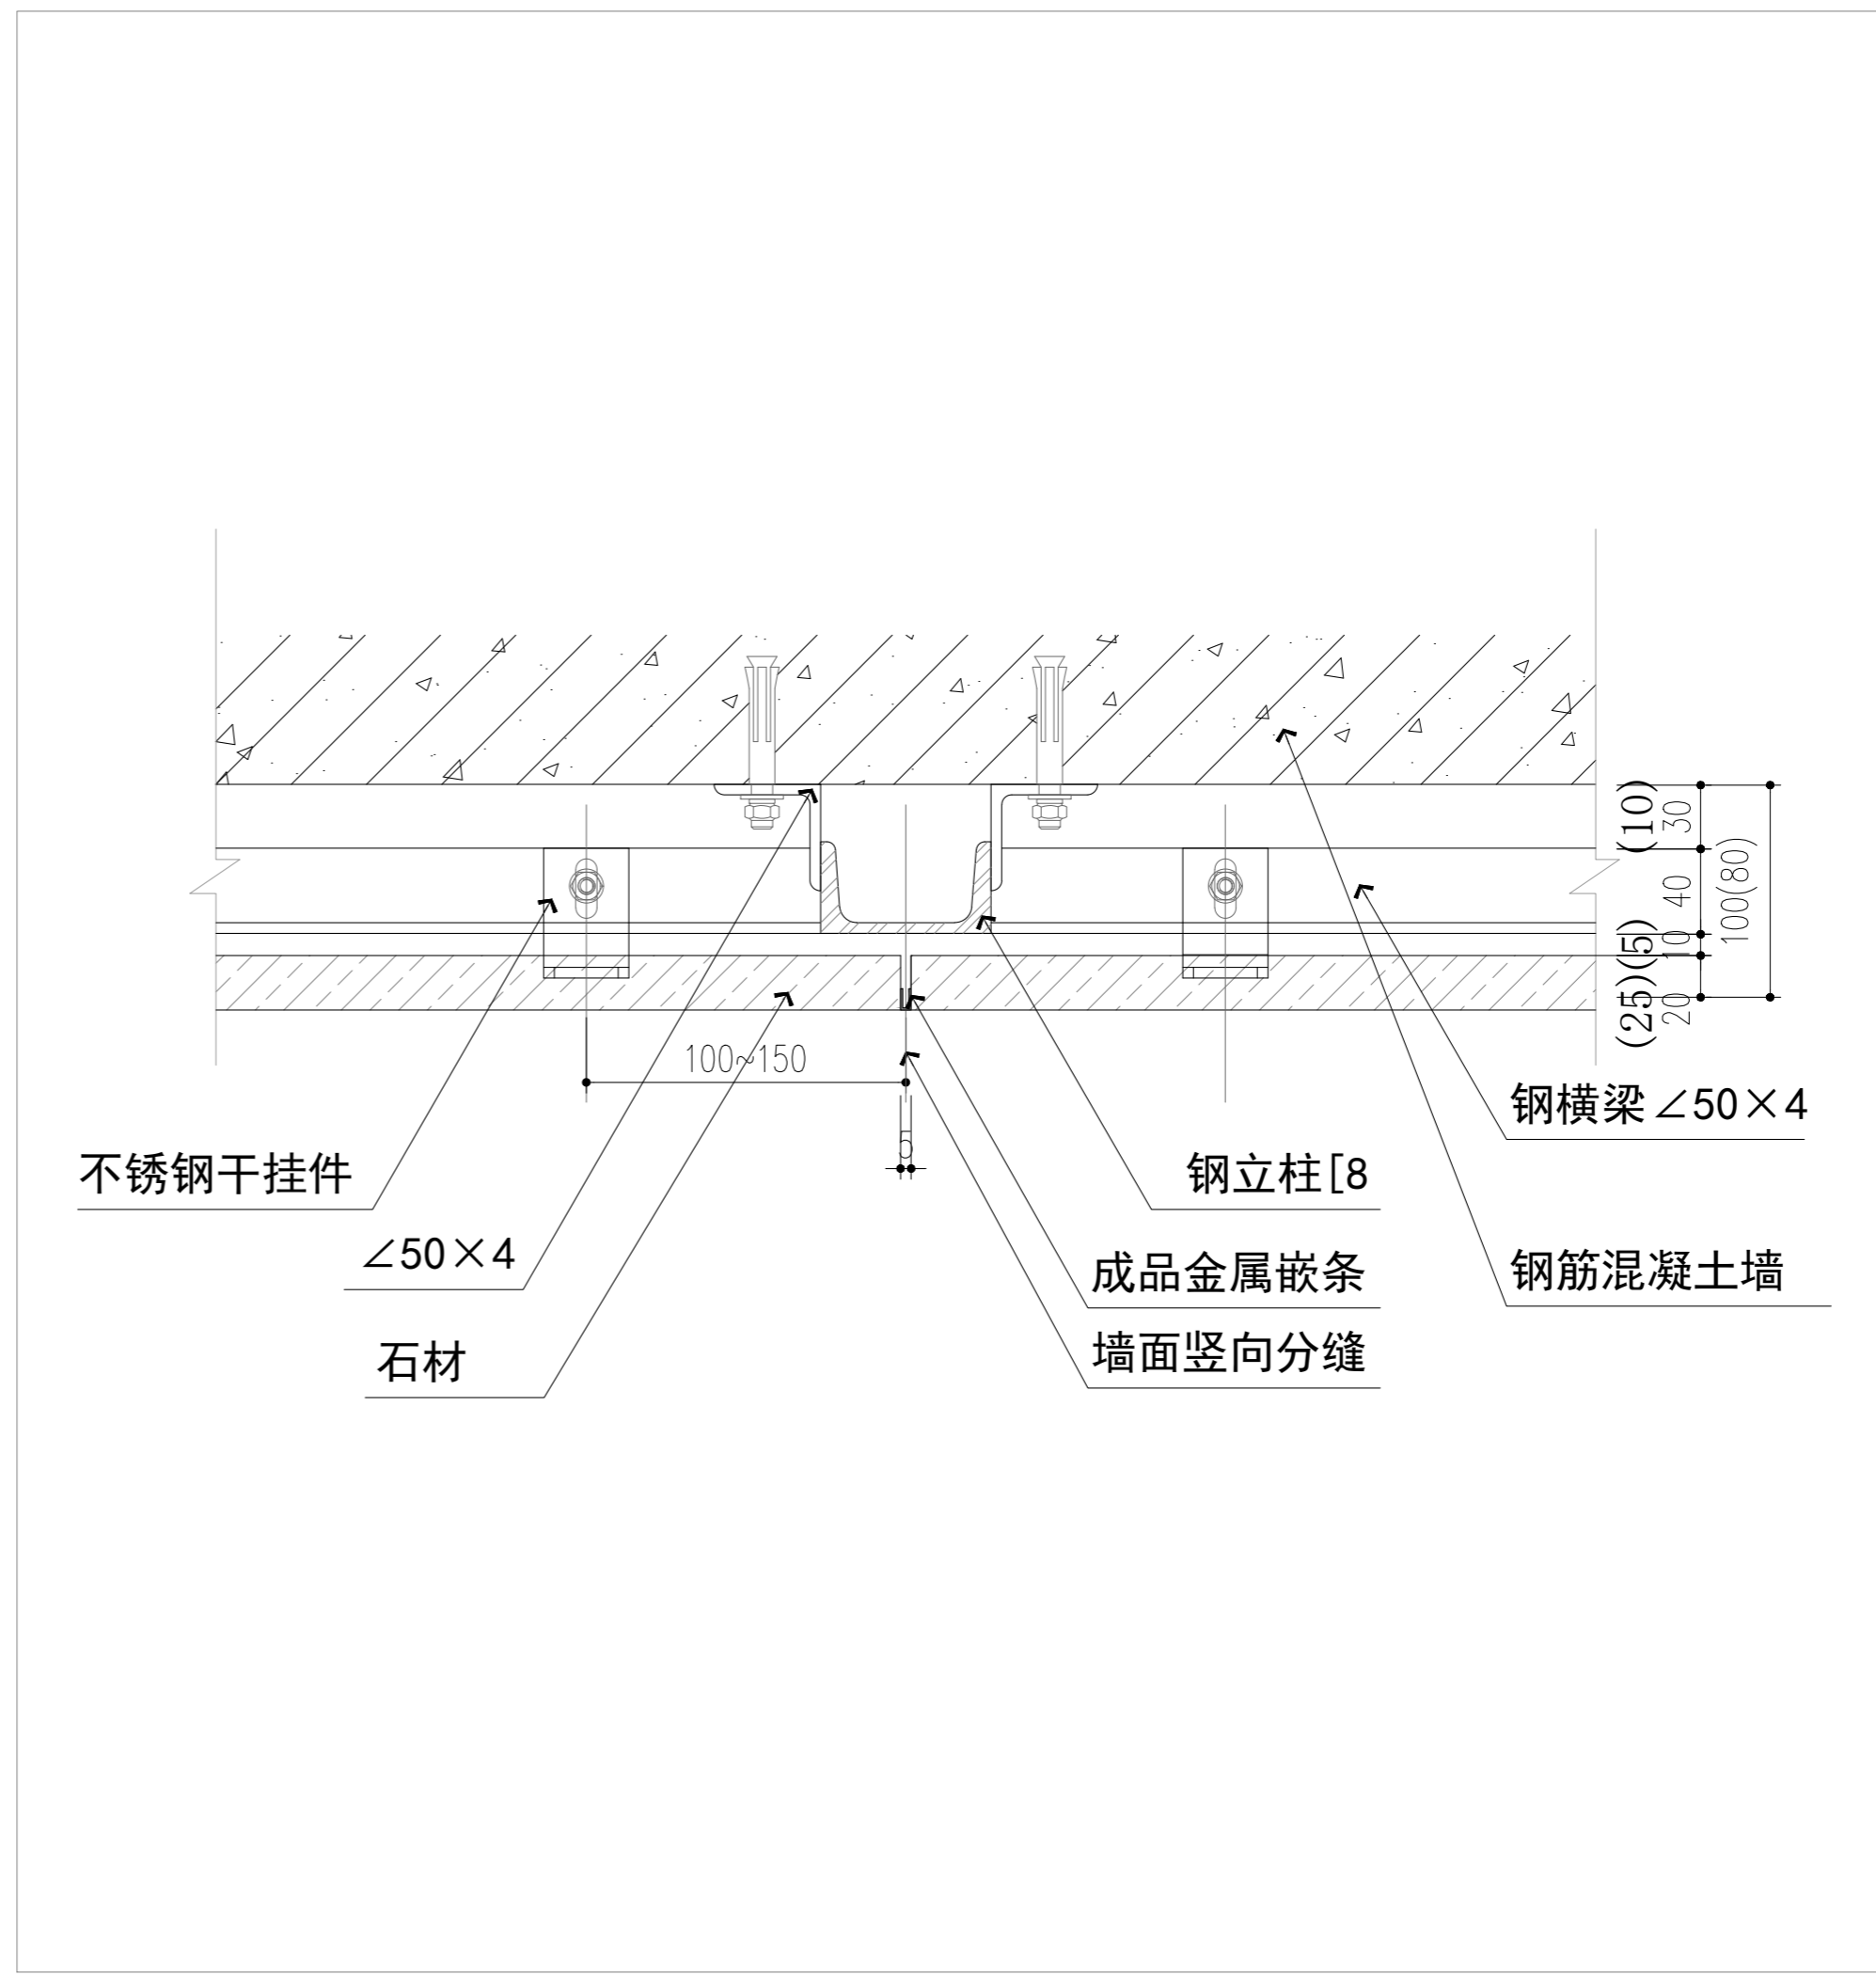 (10)
30
40
100(80)
(25)(5)
10
20
100~150
5
钢横梁∠50×4
不锈钢干挂件
钢立柱[8
∠50×4
成品金属嵌条
钢筋混凝土墙
石材
墙面竖向分缝